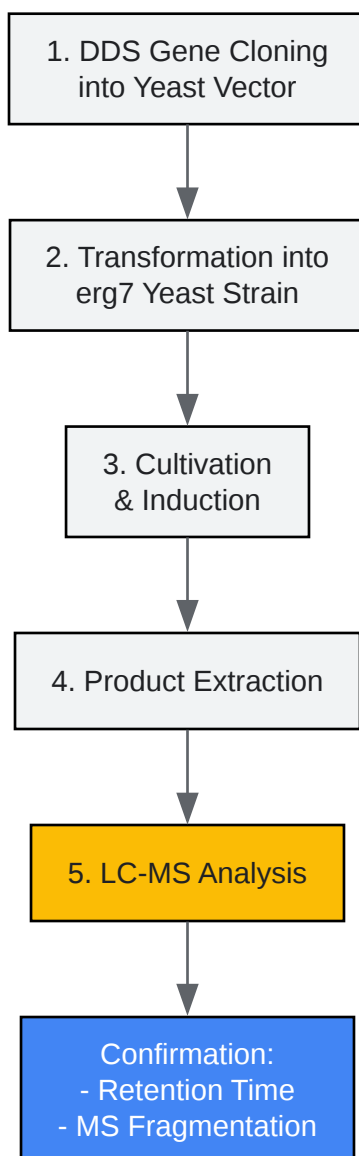 1. DDS Gene Cloning
into Yeast Vector
2. Transformation into
erg7 Yeast Strain
3. Cultivation
& Induction
4. Product Extraction
5. LC-MS Analysis
Confirmation:
- Retention Time
- MS Fragmentation